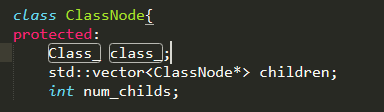 class ClassNode{
protected:
Class_ class_;
std::vector<ClassNode*> children;
int num_childs;